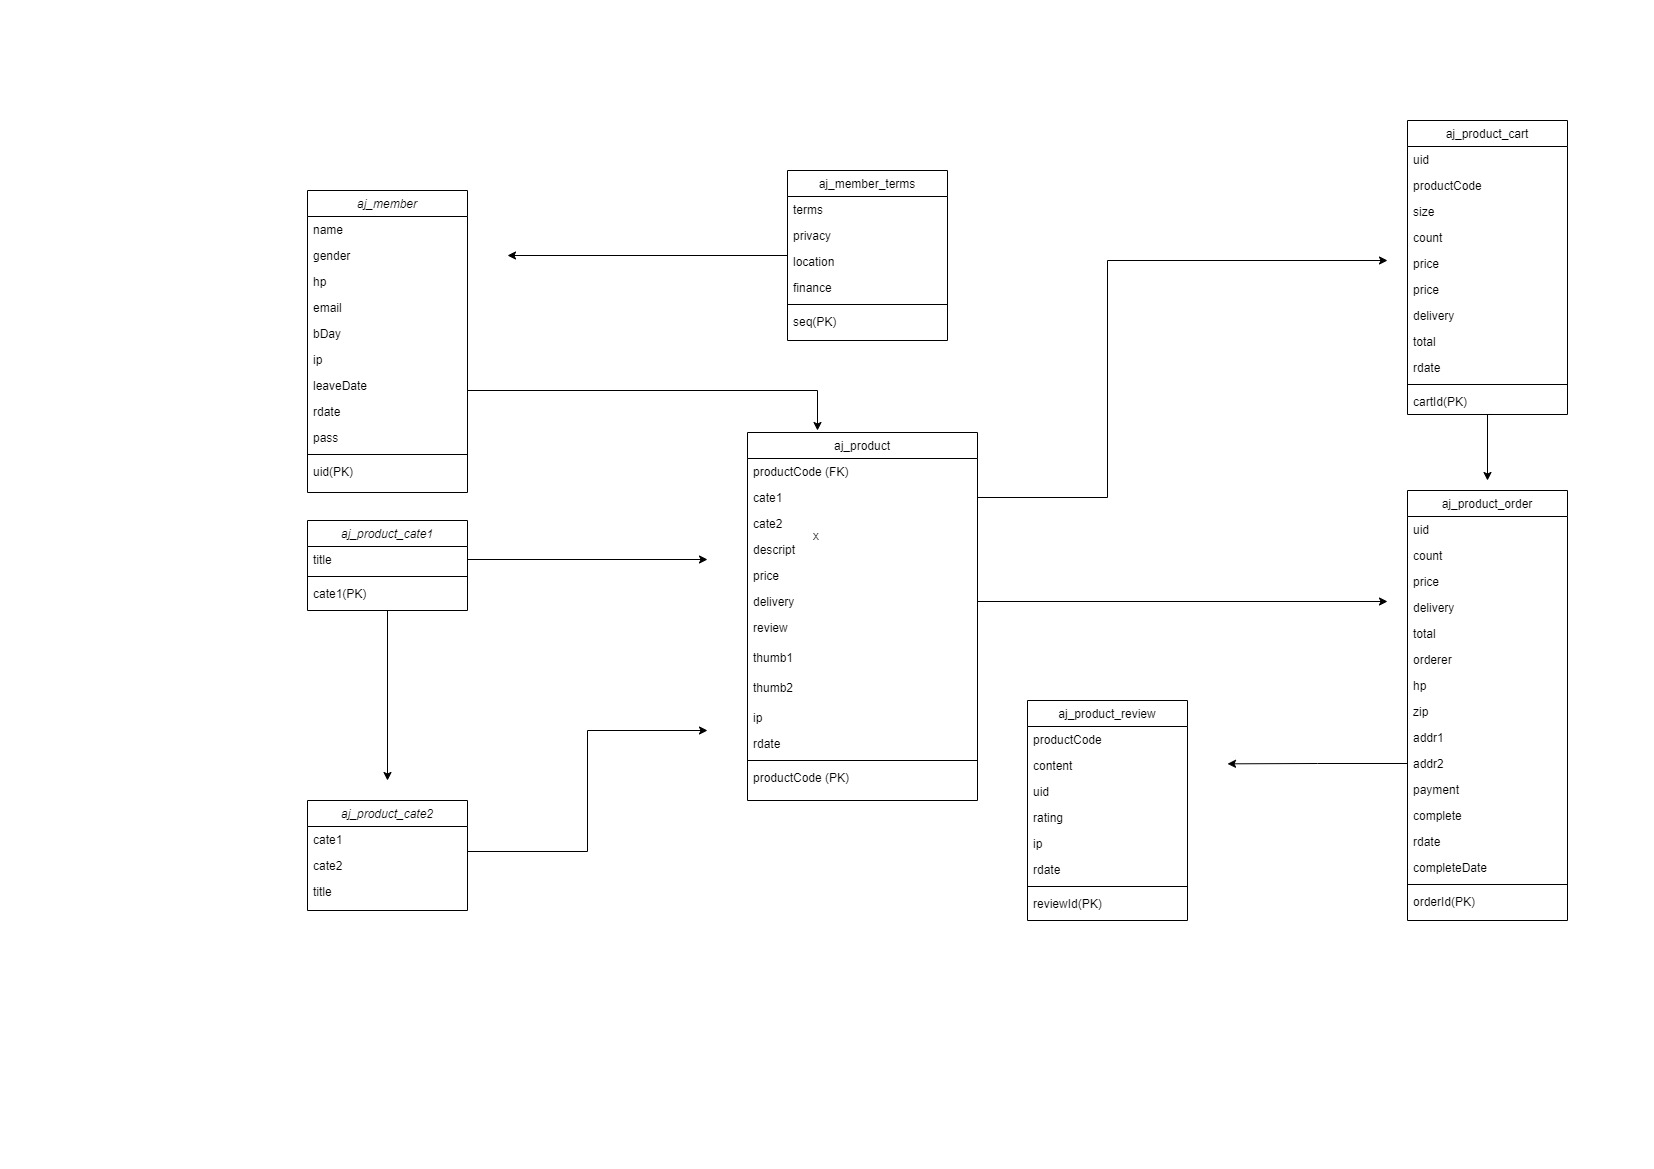 aj_member
name
gender
hp
email
bDay
ip
leaveDate
rdate
pass
uid(PK)
aj_product_cate1
title
cate1(PK)
aj_product_cate2
cate1
cate2
title
aj_member_terms
terms
privacy
location
finance
seq(PK)
aj_product
productCode (FK)
cate1
cate2
x
descript
price
delivery
review
thumb1
thumb2
ip
rdate
productCode (PK)
aj_product_review
productCode
content
uid
rating
ip
rdate
reviewId(PK)
aj_product_cart
uid
productCode
size
count
price
price
delivery
total
rdate
cartId(PK)
aj_product_order
uid
count
price
delivery
total
orderer
hp
zip
addr1
addr2
payment
complete
rdate
completeDate
orderId(PK)